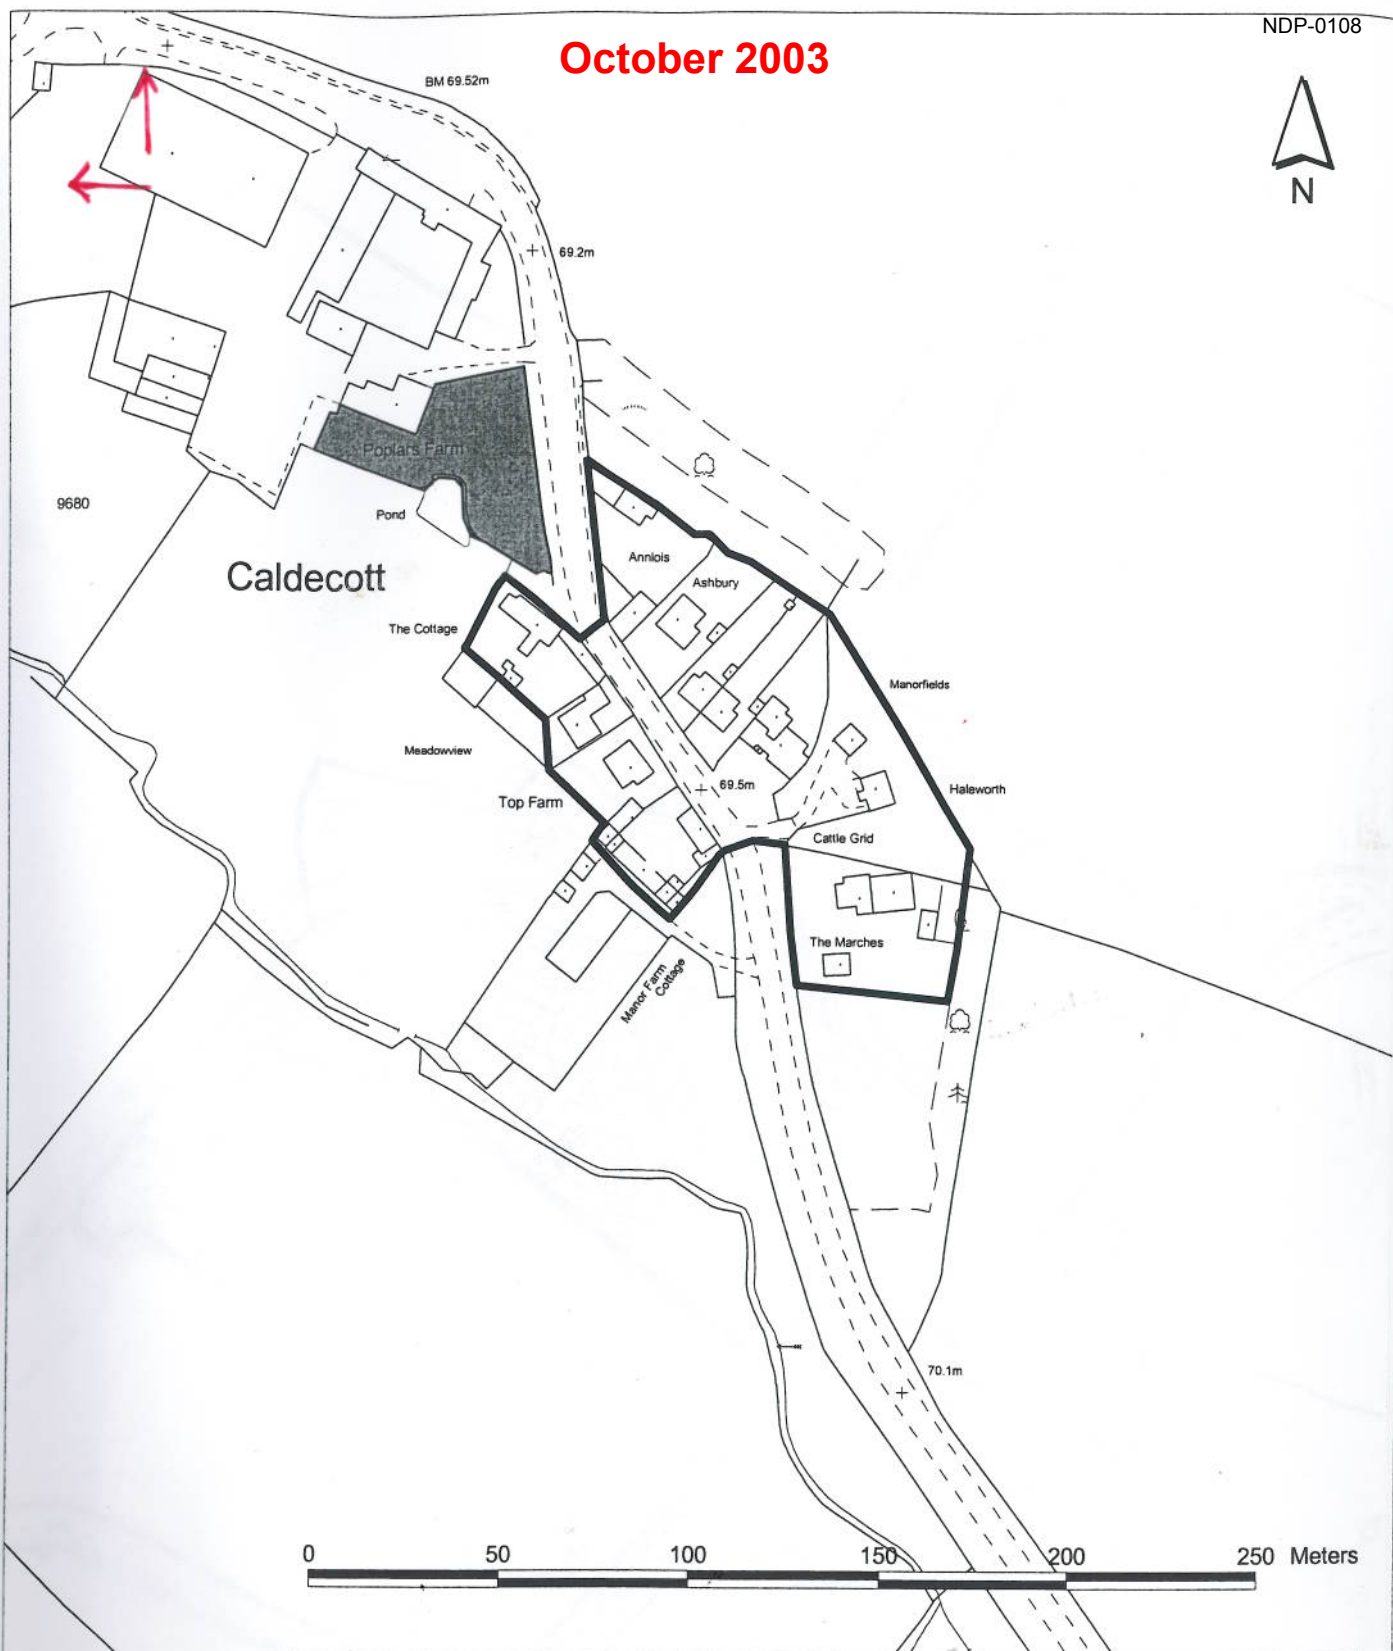 NDP-0108
October 2003
BM 69.52m
N
69.2m
Poplars Farm
9680
Pond
Annlois
Caldecott
Ashbury
The Cottage
Manorfields
Meadowview
69.5m
Haleworth
Top Farm
Cattle Grid
The Marches
Manor Farm
Cottage
70.1m
0 50 100 150 200 250 Meters